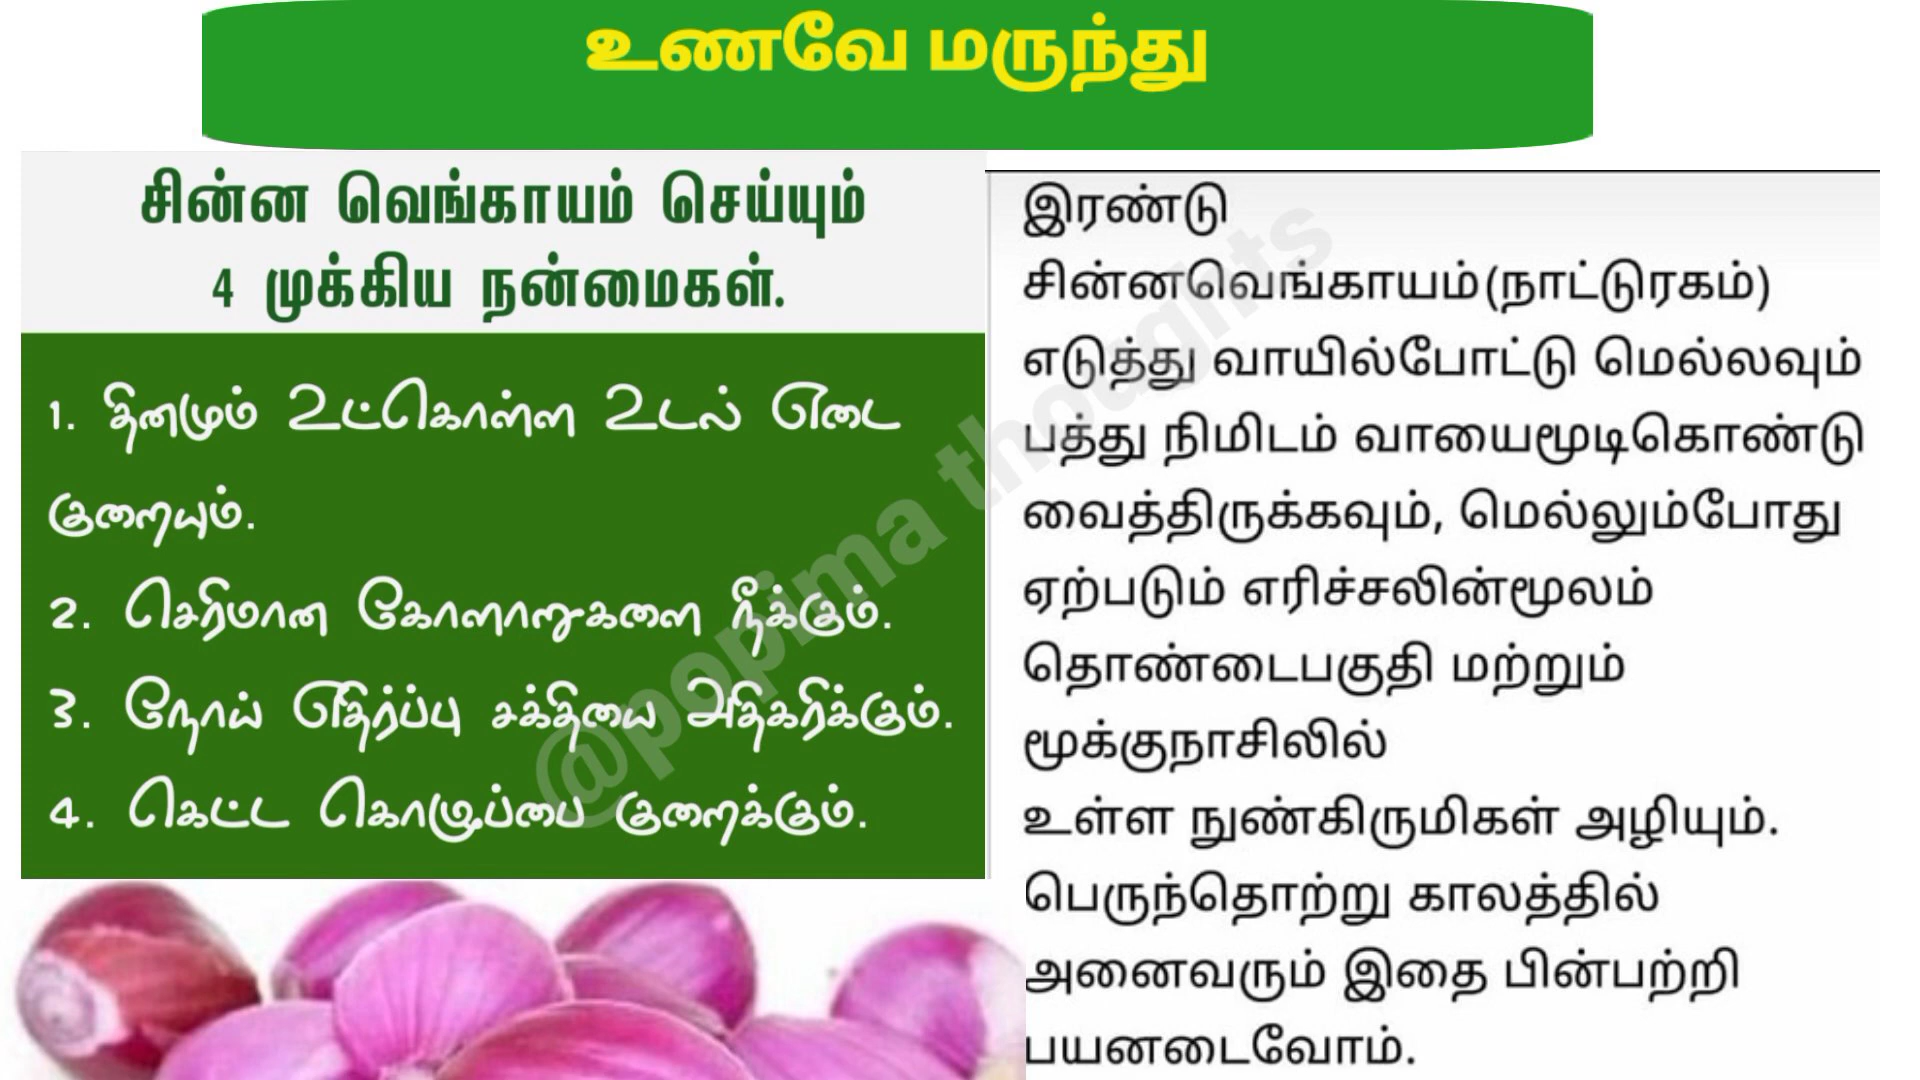 உணவே மருந்து
சின்ன வெங்காயம் செய்யும்
4 முக்கிய நன்மைகள்.
1. தினமும் உட்கொள்ள உடல் எடை
குறையும்.
2. செரிமான கோளாறுகளை நீக்கும்.
3. நோய் எதிர்ப்பு சக்தியை அதிகரிக்கும்.
4. கெட்ட கொழுப்பை குறைக்கும்.
இரண்டு
சின்னவெங்காயம்(நாட்டுரகம்)
எடுத்து வாயில்போட்டு மெல்லவும்
பத்து நிமிடம் வாயைமூடிகொண்டு
வைத்திருக்கவும், மெல்லும்போது
ஏற்படும் எரிச்சலின்மூலம்
தொண்டைபகுதி மற்றும்
மூக்குநாசிலில்
உள்ள நுண்கிருமிகள் அழியும்.
பெருந்தொற்று காலத்தில்
அனைவரும் இதை பின்பற்றி
பயனடைவோம்.
@popima thoughts